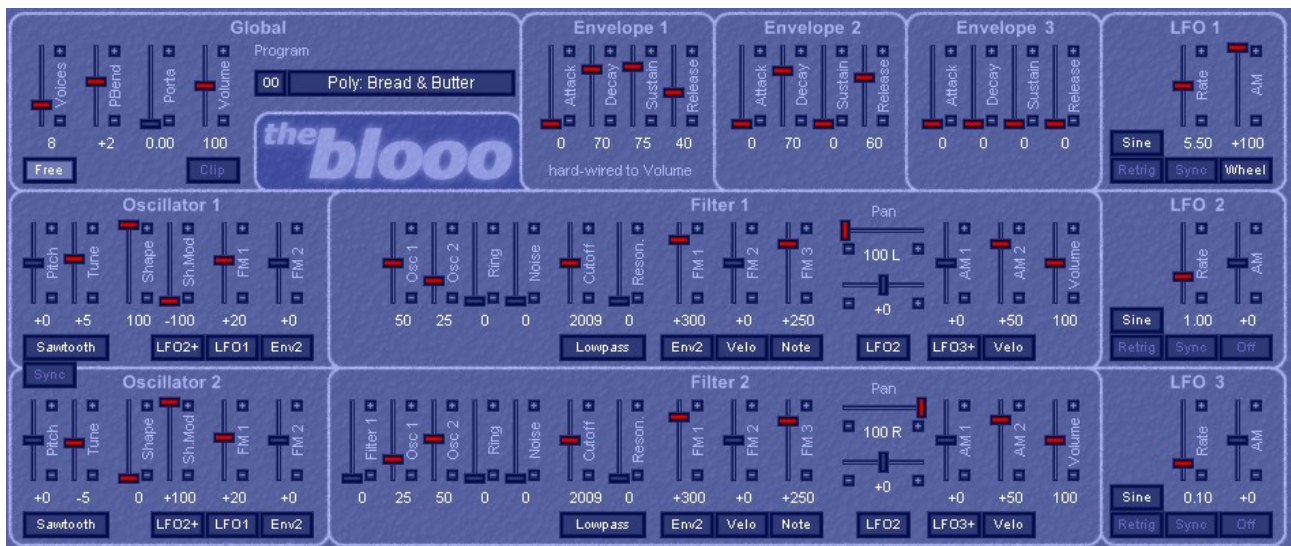 Global
Voices PBend Porta Volume
8 +2 0.00 100
Free Clip
Program
00 Poly: Bread & Butter
the blooo
Envelope 1
Attack Decay Sustain Release
0 70 75 40
hard-wired to Volume
Envelope 2
Attack Decay Sustain Release
0 70 0 60
Envelope 3
Attack Decay Sustain Release
0 0 0 0
LFO 1
Rate AM
Sine 5.50 +100
Retrig Sync Wheel
Oscillator 1
Pitch Tune Shape Sh.Mod FM 1 FM 2
+0 +5 100 -100 +20 +0
Sawtooth LFO2+ LFO1 Env2
Sync
Filter 1
Osc 1 Osc 2 Ring Noise Cutoff Reson. FM 1 FM 2 FM 3 Pan AM 1 AM 2 Volume
100 L
50 25 0 0 2009 0 +300 +0 +250 +0 +0 +50 100
Lowpass Env2 Velo Note LFO2 LFO3+ Velo
LFO 2
Rate AM
Sine 1.00 +0
Retrig Sync Off
Oscillator 2
Pitch Tune Shape Sh.Mod FM 1 FM 2
+0 -5 0 +100 +20 +0
Sawtooth LFO2+ LFO1 Env2
Filter 2
Filter 1 Osc 1 Osc 2 Ring Noise Cutoff Reson. FM 1 FM 2 FM 3 Pan AM 1 AM 2 Volume
100 R
0 25 50 0 0 2009 0 +300 +0 +250 +0 +0 +50 100
Lowpass Env2 Velo Note LFO2 LFO3+ Velo
LFO 3
Rate AM
Sine 0.10 +0
Retrig Sync Off